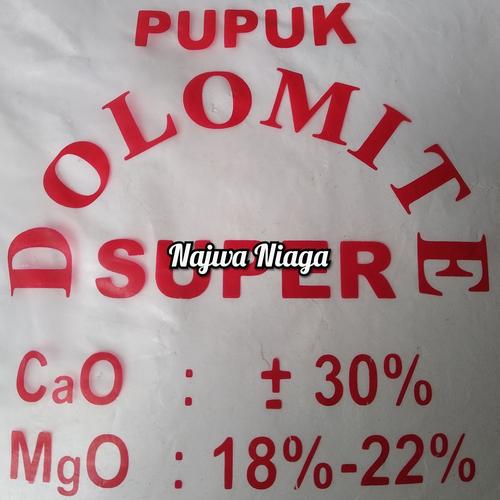 PUPUK
DOLOMITE
SUPER
Najwa Niaga
CaO : ± 30%
MgO : 18%-22%